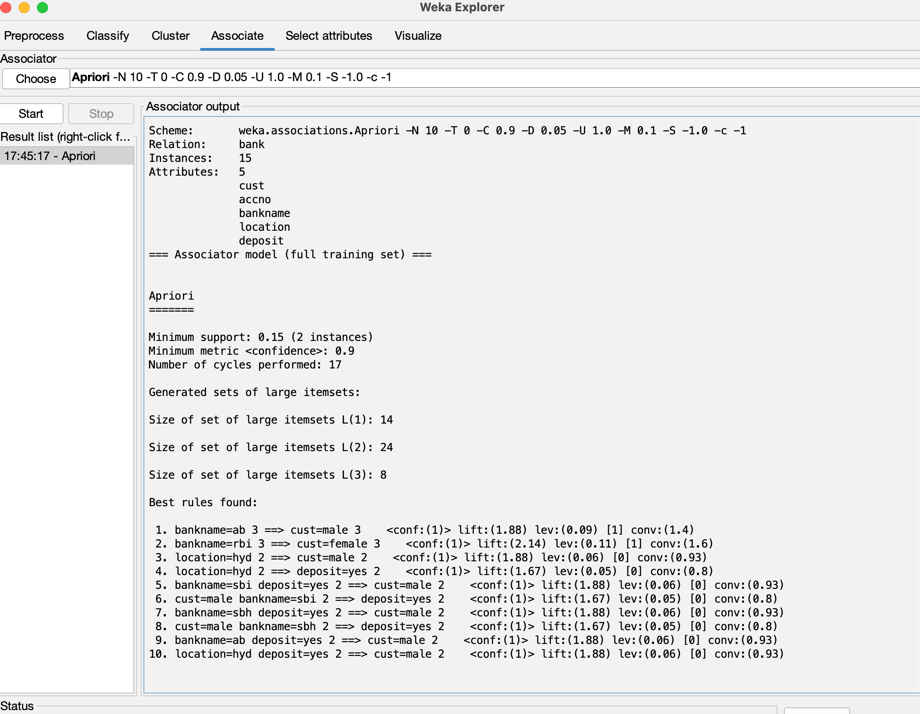 Weka Explorer
Preprocess Classify Cluster Associate Select attributes Visualize
Associator
Choose Apriori -N 10 -T 0 -C 0.9 -D 0.05 -U 1.0 -M 0.1 -S -1.0 -c -1
Start Stop
Result list (right-click f...
17:45:17 - Apriori
Associator output
Scheme: weka.associations.Apriori -N 10 -T 0 -C 0.9 -D 0.05 -U 1.0 -M 0.1 -S -1.0 -c -1
Relation: bank
Instances: 15
Attributes: 5
cust
accno
bankname
location
deposit
=== Associator model (full training set) ===
Apriori
=======
Minimum support: 0.15 (2 instances)
Minimum metric <confidence>: 0.9
Number of cycles performed: 17
Generated sets of large itemsets:
Size of set of large itemsets L(1): 14
Size of set of large itemsets L(2): 24
Size of set of large itemsets L(3): 8
Best rules found:
1. bankname=ab 3 ==> cust=male 3 <conf:(1)> lift:(1.88) lev:(0.09) [1] conv:(1.4)
2. bankname=rbi 3 ==> cust=female 3 <conf:(1)> lift:(2.14) lev:(0.11) [1] conv:(1.6)
3. location=hyd 2 ==> cust=male 2 <conf:(1)> lift:(1.88) lev:(0.06) [0] conv:(0.93)
4. location=hyd 2 ==> deposit=yes 2 <conf:(1)> lift:(1.67) lev:(0.05) [0] conv:(0.8)
5. bankname=sbi deposit=yes 2 ==> cust=male 2 <conf:(1)> lift:(1.88) lev:(0.06) [0] conv:(0.93)
6. cust=male bankname=sbi 2 ==> deposit=yes 2 <conf:(1)> lift:(1.67) lev:(0.05) [0] conv:(0.8)
7. bankname=sbh deposit=yes 2 ==> cust=male 2 <conf:(1)> lift:(1.88) lev:(0.06) [0] conv:(0.93)
8. cust=male bankname=sbh 2 ==> deposit=yes 2 <conf:(1)> lift:(1.67) lev:(0.05) [0] conv:(0.8)
9. bankname=ab deposit=yes 2 ==> cust=male 2 <conf:(1)> lift:(1.88) lev:(0.06) [0] conv:(0.93)
10. location=hyd deposit=yes 2 ==> cust=male 2 <conf:(1)> lift:(1.88) lev:(0.06) [0] conv:(0.93)
Status